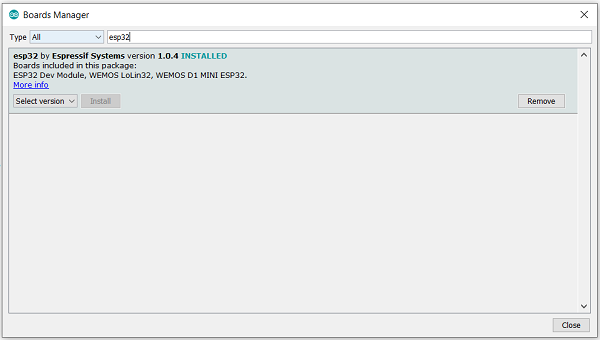 Boards Manager
Type All esp32
esp32 by Espressif Systems version 1.0.4 INSTALLED
Boards included in this package:
ESP32 Dev Module, WEMOS LoLin32, WEMOS D1 MINI ESP32.
More info
Select version Install Remove
Close